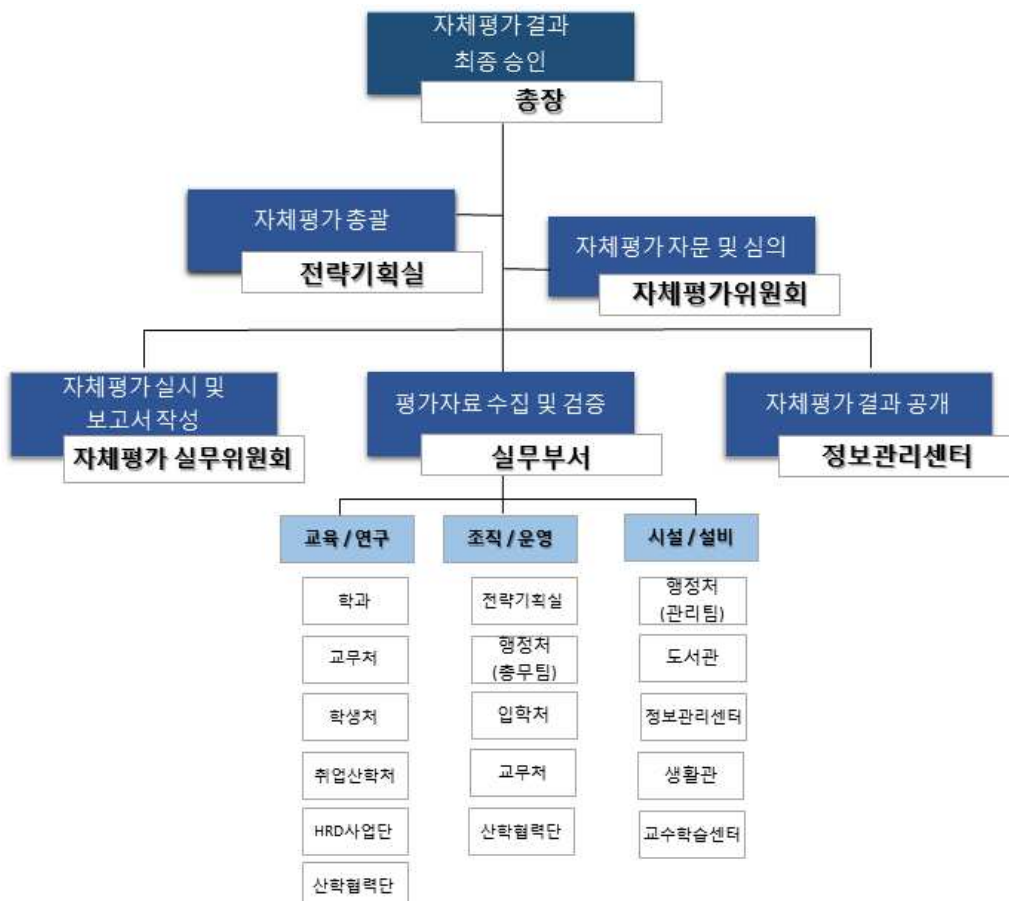 자체평가 결과
최종 승인
총장
자체평가 총괄
전략기획실
자체평가 자문 및 심의
자체평가위원회
자체평가 실시 및
보고서 작성
자체평가 실무위원회
평가자료 수집 및 검증
실무부서
자체평가 결과 공개
정보관리센터
교육 / 연구
조직 / 운영
시설 / 설비
학과
교무처
학생처
취업산학처
HRD사업단
산학협력단
전략기획실
행정처
(총무팀)
입학처
교무처
산학협력단
행정처
(관리팀)
도서관
정보관리센터
생활관
교수학습센터